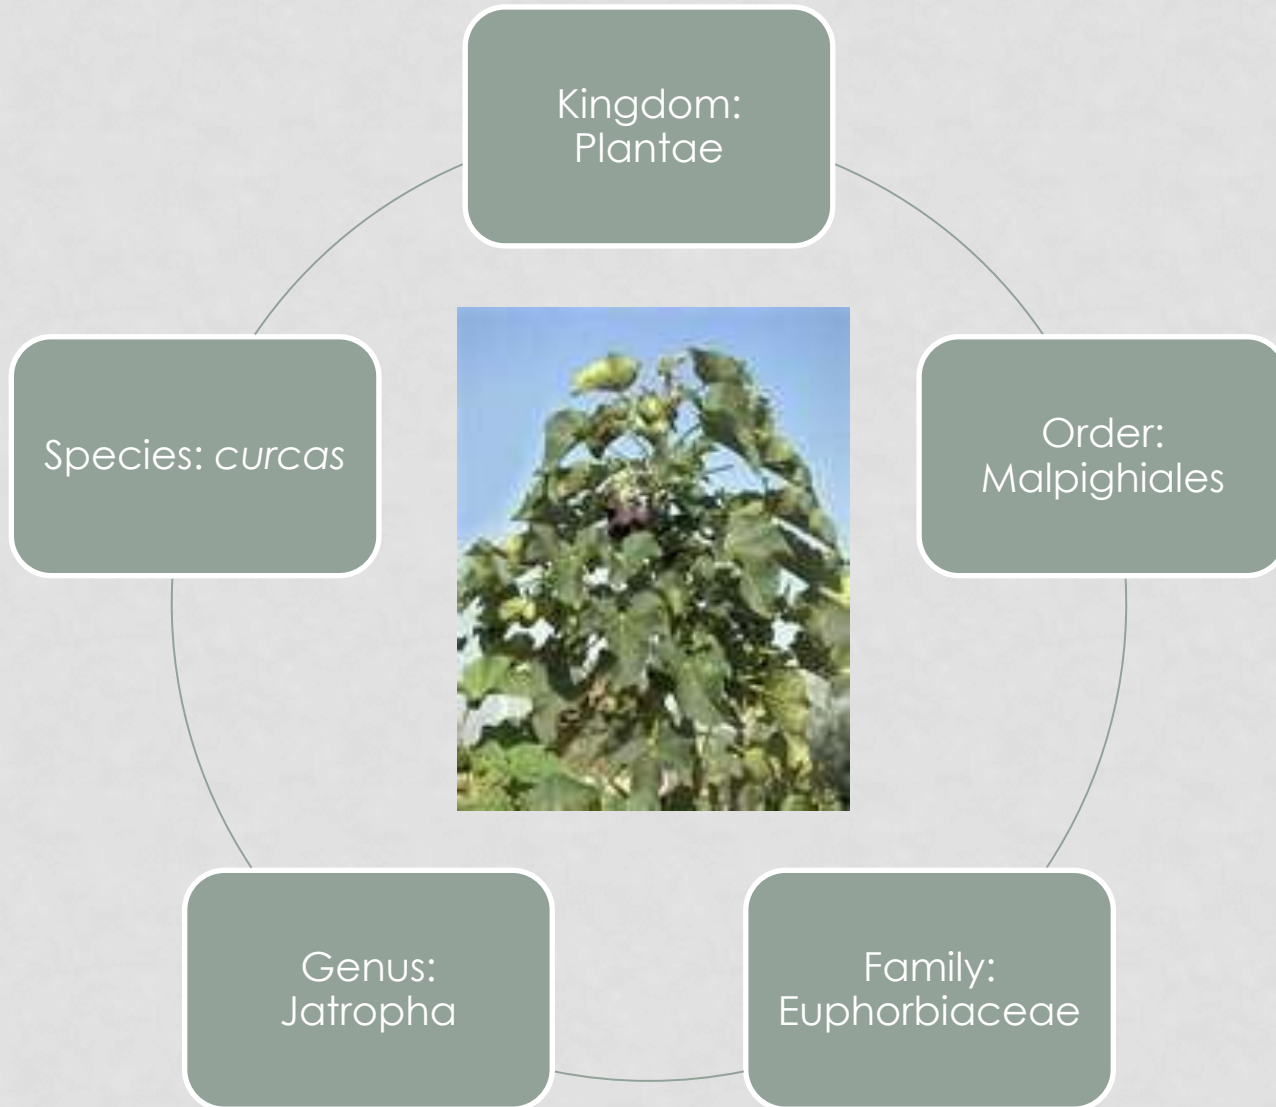 Kingdom:
Plantae
Order:
Malpighiales
Family:
Euphorbiaceae
Genus:
Jatropha
Species: curcas